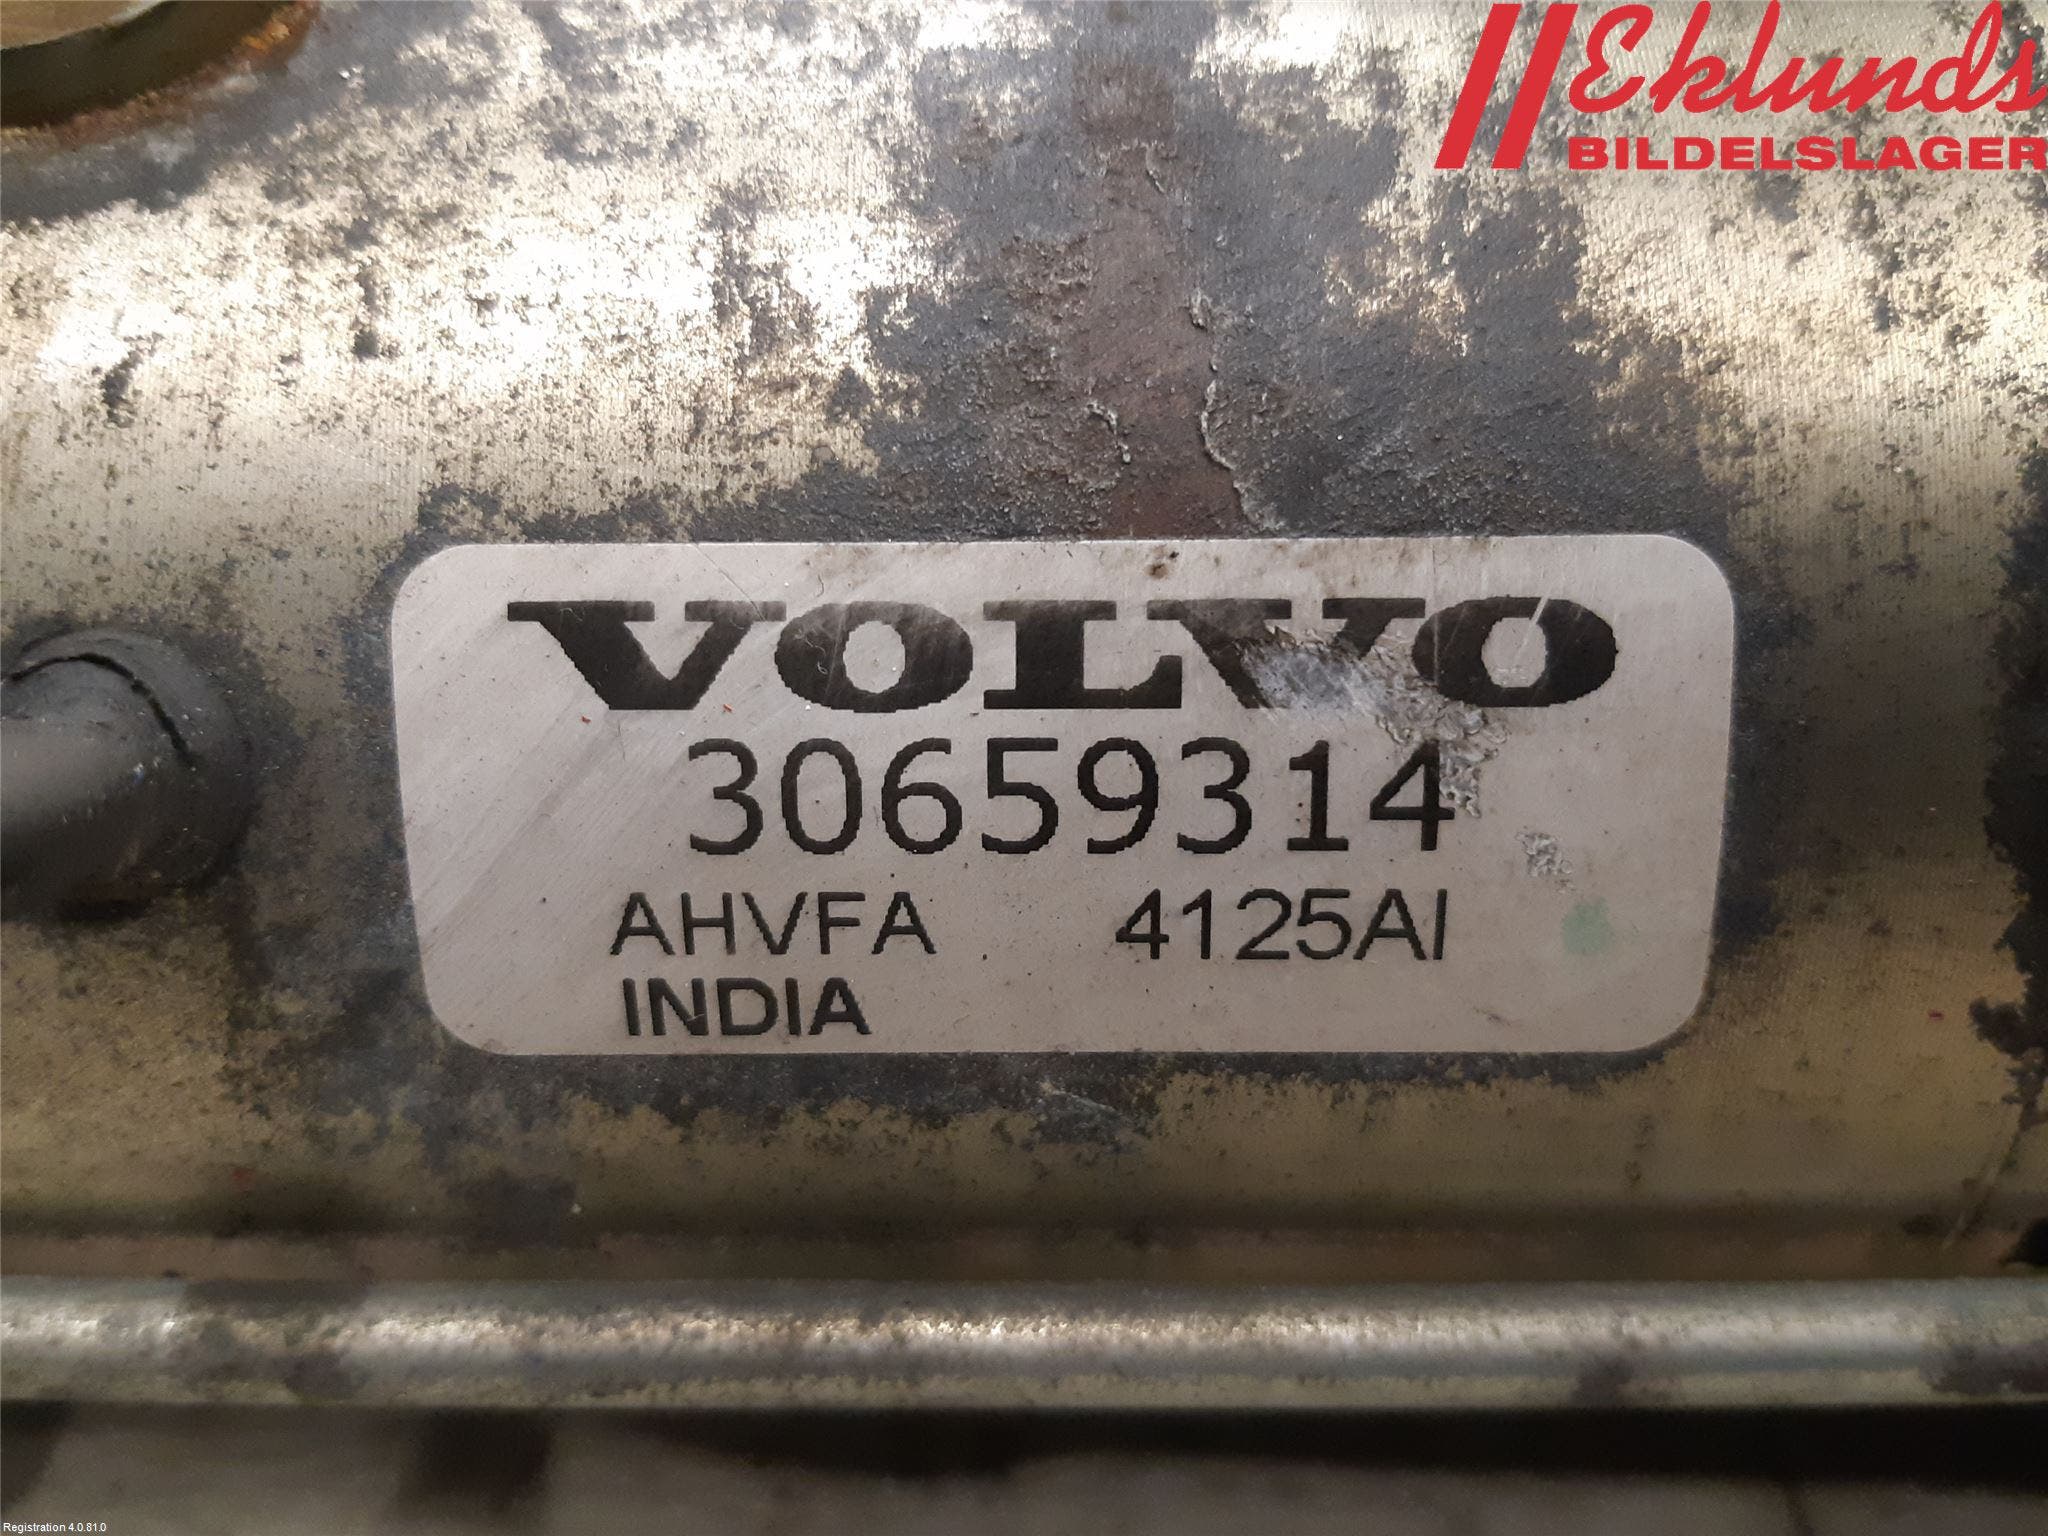 Eklunds
BILDELSLAGER
VOLVO
30659314
AHVFA 4125AI
INDIA
Registration 4.0.81.0